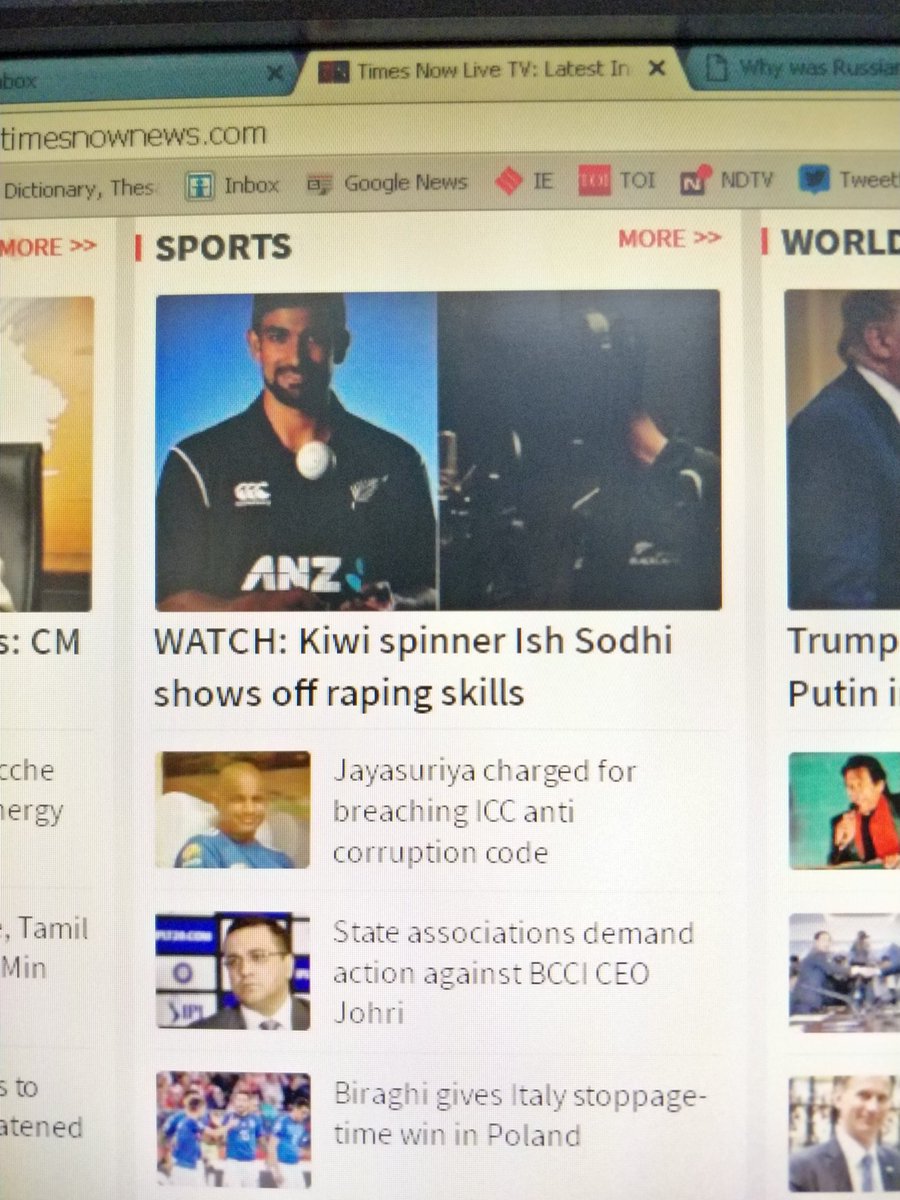 nbox
Times Now Live TV: Latest In
Why was Russian
timesnownews.com
Dictionary, Thes
Inbox
Google News
IE
TOI
TOI
N
NDTV
Tweet
MORE >>
SPORTS
MORE >>
WORLD
CCC
ANZ
s: CM
WATCH: Kiwi spinner Ish Sodhi
shows off raping skills
Trump
Putin i
cche
nergy
Jayasuriya charged for
breaching ICC anti
corruption code
e, Tamil
Min
State associations demand
action against BCCI CEO
Johri
IPL
s to
atened
Biraghi gives Italy stoppage-
time win in Poland